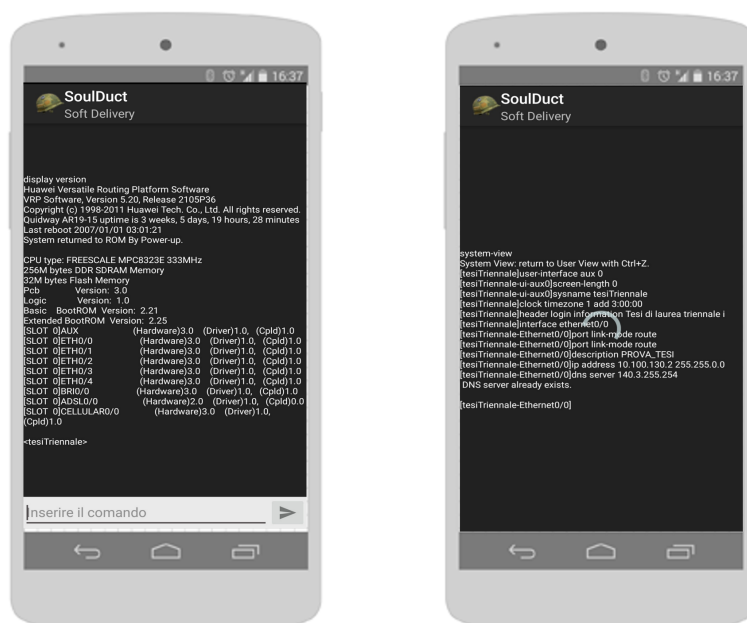 16:37
SoulDuct
Soft Delivery
display version
Huawei Versatile Routing Platform Software
VRP Software, Version 5.20, Release 2105P36
Copyright (c) 1998-2011 Huawei Tech. Co., Ltd. All rights reserved.
Quidway AR19-15 uptime is 3 weeks, 5 days, 19 hours, 28 minutes
Last reboot 2007/01/01 03:01:21
System returned to ROM By Power-up.
CPU type: FREESCALE MPC8323E 333MHz
256M bytes DDR SDRAM Memory
32M bytes Flash Memory
Pcb Version: 3.0
Logic Version: 1.0
Basic BootROM Version: 2.21
Extended BootROM Version: 2.25
[SLOT 0]AUX (Hardware)3.0 (Driver)1.0, (Cpld)1.0
[SLOT 0]ETH0/0 (Hardware)3.0 (Driver)1.0, (Cpld)1.0
[SLOT 0]ETH0/1 (Hardware)3.0 (Driver)1.0, (Cpld)1.0
[SLOT 0]ETH0/2 (Hardware)3.0 (Driver)1.0, (Cpld)1.0
[SLOT 0]ETH0/3 (Hardware)3.0 (Driver)1.0, (Cpld)1.0
[SLOT 0]ETH0/4 (Hardware)3.0 (Driver)1.0, (Cpld)1.0
[SLOT 0]BRI0/0 (Hardware)3.0 (Driver)1.0, (Cpld)1.0
[SLOT 0]ADSL0/0 (Hardware)2.0 (Driver)1.0, (Cpld)0.0
[SLOT 0]CELLULAR0/0 (Hardware)3.0 (Driver)1.0,
(Cpld)1.0
<tesiTriennale>
Inserire il comando
16:37
SoulDuct
Soft Delivery
system-view
System View: return to User View with Ctrl+Z.
[tesiTriennale]user-interface aux 0
[tesiTriennale-ui-aux0]screen-length 0
[tesiTriennale-ui-aux0]sysname tesiTriennale
[tesiTriennale]clock timezone 1 add 3:00:00
[tesiTriennale]header login information Tesi di laurea triennale i
[tesiTriennale]interface ethernet0/0
[tesiTriennale-Ethernet0/0]port link-mode route
[tesiTriennale-Ethernet0/0]port link-mode route
[tesiTriennale-Ethernet0/0]description PROVA_TESI
[tesiTriennale-Ethernet0/0]ip address 10.100.130.2 255.255.0.0
[tesiTriennale-Ethernet0/0]dns server 140.3.255.254
DNS server already exists.
[tesiTriennale-Ethernet0/0]